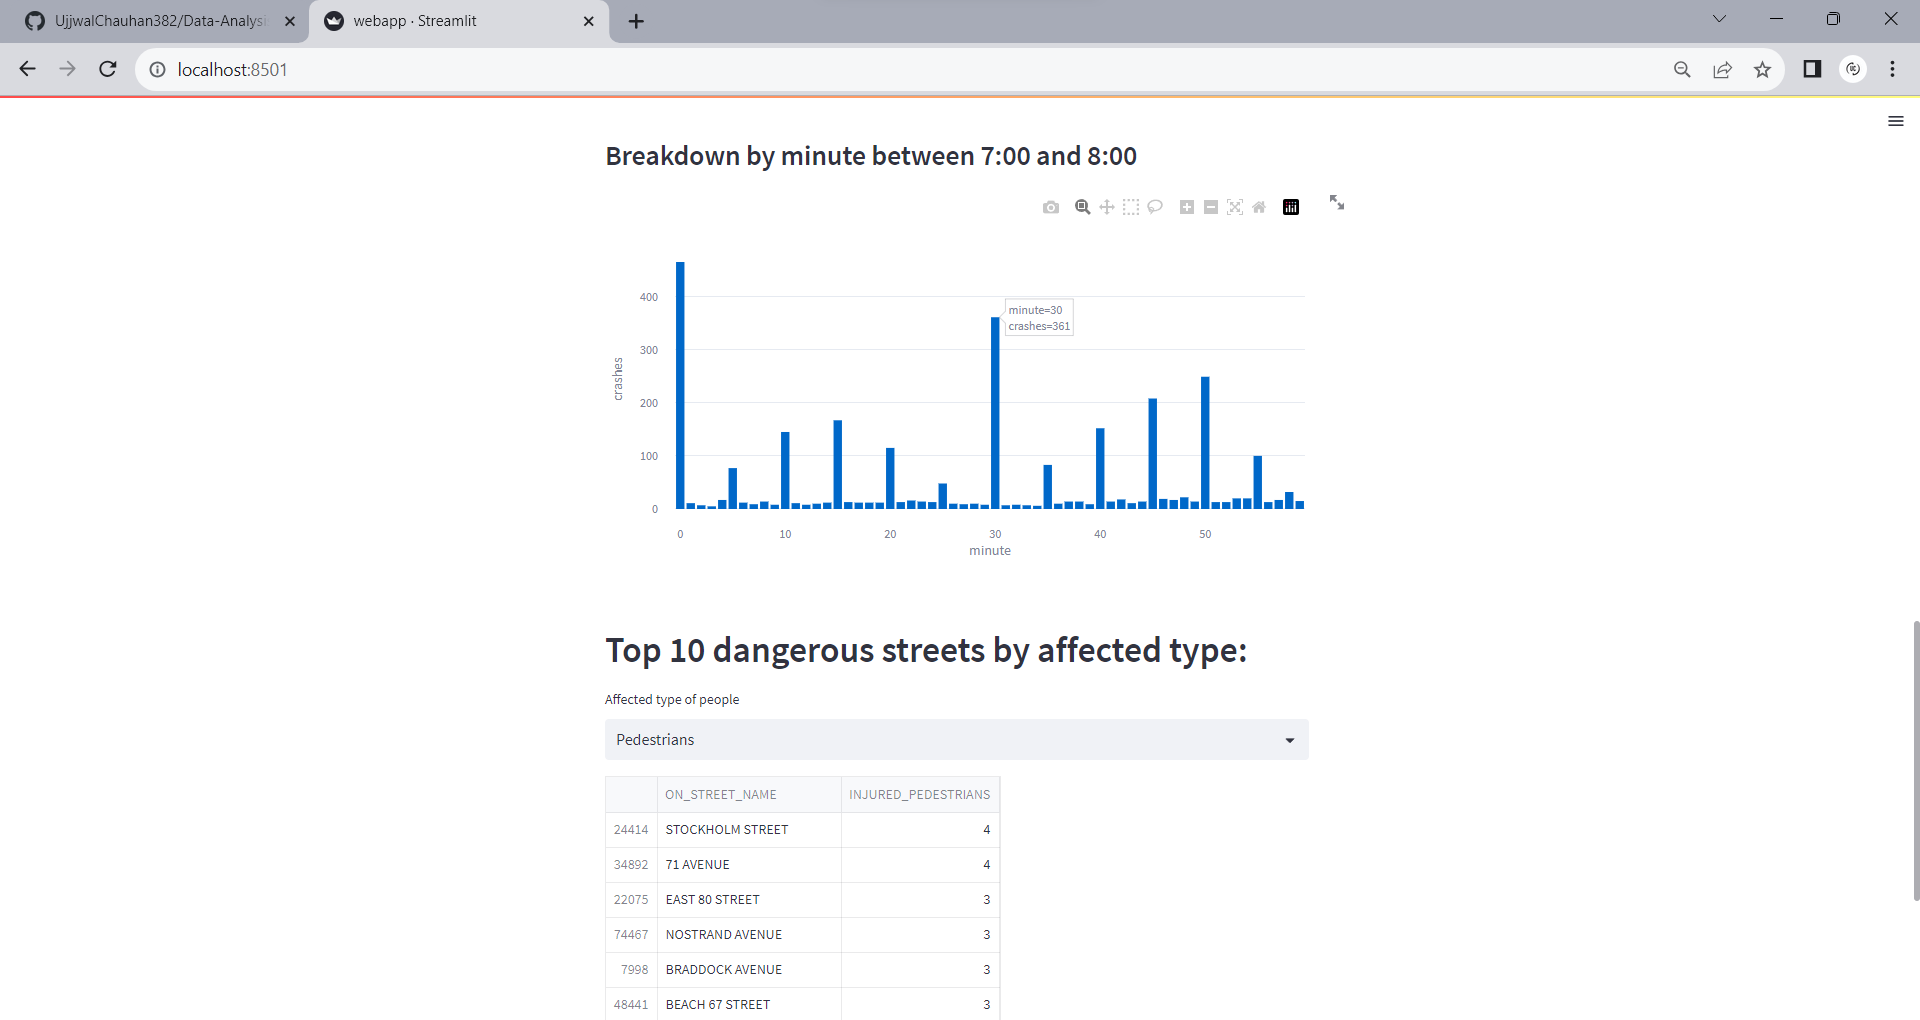 UjjwalChauhan382/Data-Analysi
webapp · Streamlit
localhost:8501
Breakdown by minute between 7:00 and 8:00
400
300
200
100
0
crashes
minute=30
crashes=361
0 10 20 30 40 50
minute
Top 10 dangerous streets by affected type:
Affected type of people
Pedestrians
ON_STREET_NAME INJURED_PEDESTRIANS
24414 STOCKHOLM STREET 4
34892 71 AVENUE 4
22075 EAST 80 STREET 3
74467 NOSTRAND AVENUE 3
7998 BRADDOCK AVENUE 3
48441 BEACH 67 STREET 3